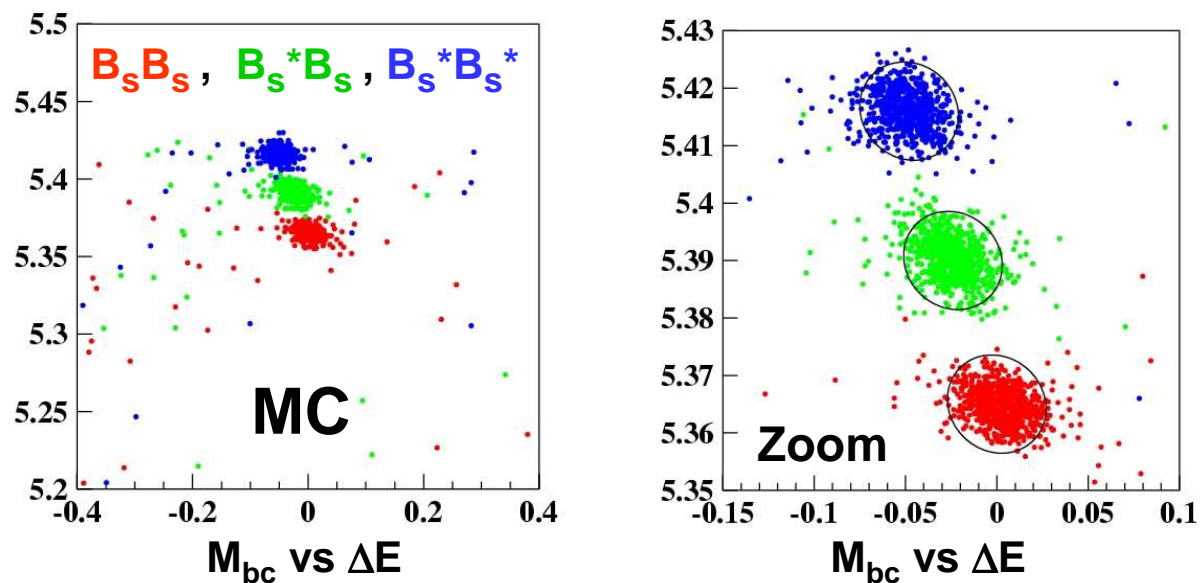 5.5
5.45
5.4
5.35
5.3
5.25
5.2
-0.4 -0.2 0 0.2 0.4
BsBs , Bs*Bs , Bs*Bs*
MC
Mbc vs ΔE
5.43
5.42
5.41
5.4
5.39
5.38
5.37
5.36
5.35
-0.15 -0.1 -0.05 0 0.05 0.1
Zoom
Mbc vs ΔE